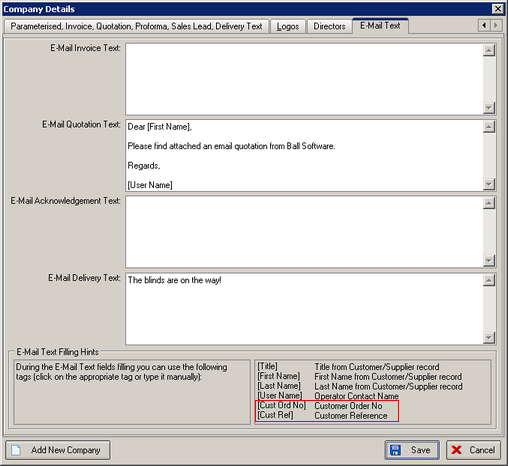 Company Details
Parameterised, Invoice, Quotation, Proforma, Sales Lead, Delivery Text
Logos
Directors
E-Mail Text
E-Mail Invoice Text:
E-Mail Quotation Text:
Dear [First Name],
Please find attached an email quotation from Ball Software.
Regards,
[User Name]
E-Mail Acknowledgement Text:
E-Mail Delivery Text:
The blinds are on the way!
E-Mail Text Filling Hints
During the E-Mail Text fields filling you can use the following
tags (click on the appropriate tag or type it manually):
[Title] Title from Customer/Supplier record
[First Name] First Name from Customer/Supplier record
[Last Name] Last Name from Customer/Supplier record
[User Name] Operator Contact Name
[Cust Ord No] Customer Order No
[Cust Ref] Customer Reference
Add New Company
Save
Cancel